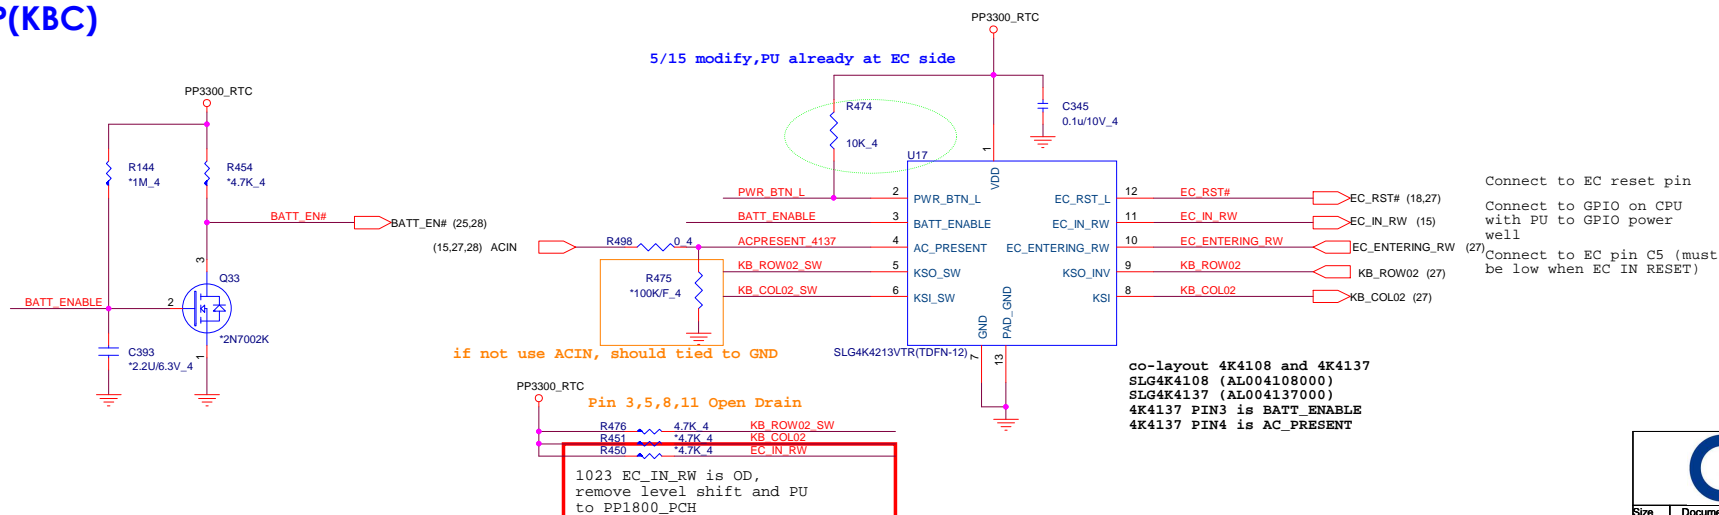 P(KBC)
PP3300_RTC
5/15 modify,PU already at EC side
PP3300_RTC
R474
10K_4
C345
0.1u/10V_4
R144
*1M_4
R454
*4.7K_4
BATT_EN#
BATT_EN# (25,28)
3
Q33
BATT_ENABLE
2
*2N7002K
1
C393
*2.2U/6.3V_4
U17
1
VDD
PWR_BTN_L
2
PWR_BTN_L
BATT_ENABLE
3
BATT_ENABLE
(15,27,28) ACIN
R498
0_4
ACPRESENT_4137
4
AC_PRESENT
R475
*100K/F_4
KB_ROW02_SW
5
KSO_SW
KB_COL02_SW
6
KSI_SW
EC_RST_L
12
EC_RST#
EC_RST# (18,27)
EC_IN_RW
11
EC_IN_RW
EC_IN_RW (15)
EC_ENTERING_RW
10
EC_ENTERING_RW
EC_ENTERING_RW (27)
KSO_INV
9
KB_ROW02
KB_ROW02 (27)
KSI
8
KB_COL02
KB_COL02 (27)
GND
PAD_GND
7
13
SLG4K4213VTR(TDFN-12)
Connect to EC reset pin
Connect to GPIO on CPU
with PU to GPIO power
well
Connect to EC pin C5 (must
be low when EC IN RESET)
if not use ACIN, should tied to GND
PP3300_RTC
Pin 3,5,8,11 Open Drain
R476 4.7K_4 KB_ROW02_SW
R451 *4.7K_4 KB_COL02
R450 *4.7K_4 EC_IN_RW
1023 EC_IN_RW is OD,
remove level shift and PU
to PP1800_PCH
co-layout 4K4108 and 4K4137
SLG4K4108 (AL004108000)
SLG4K4137 (AL004137000)
4K4137 PIN3 is BATT_ENABLE
4K4137 PIN4 is AC_PRESENT
Size